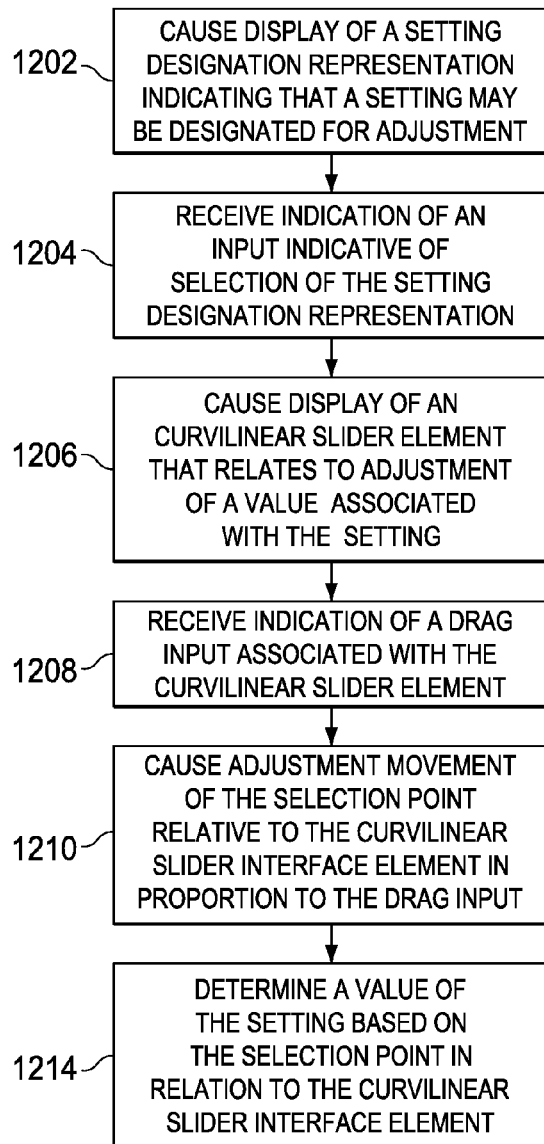 1202
CAUSE DISPLAY OF A SETTING
DESIGNATION REPRESENTATION
INDICATING THAT A SETTING MAY
BE DESIGNATED FOR ADJUSTMENT
1204
RECEIVE INDICATION OF AN
INPUT INDICATIVE OF
SELECTION OF THE SETTING
DESIGNATION REPRESENTATION
1206
CAUSE DISPLAY OF AN
CURVILINEAR SLIDER ELEMENT
THAT RELATES TO ADJUSTMENT
OF A VALUE ASSOCIATED
WITH THE SETTING
1208
RECEIVE INDICATION OF A DRAG
INPUT ASSOCIATED WITH THE
CURVILINEAR SLIDER ELEMENT
1210
CAUSE ADJUSTMENT MOVEMENT
OF THE SELECTION POINT
RELATIVE TO THE CURVILINEAR
SLIDER INTERFACE ELEMENT IN
PROPORTION TO THE DRAG INPUT
1214
DETERMINE A VALUE OF
THE SETTING BASED ON
THE SELECTION POINT IN
RELATION TO THE CURVILINEAR
SLIDER INTERFACE ELEMENT